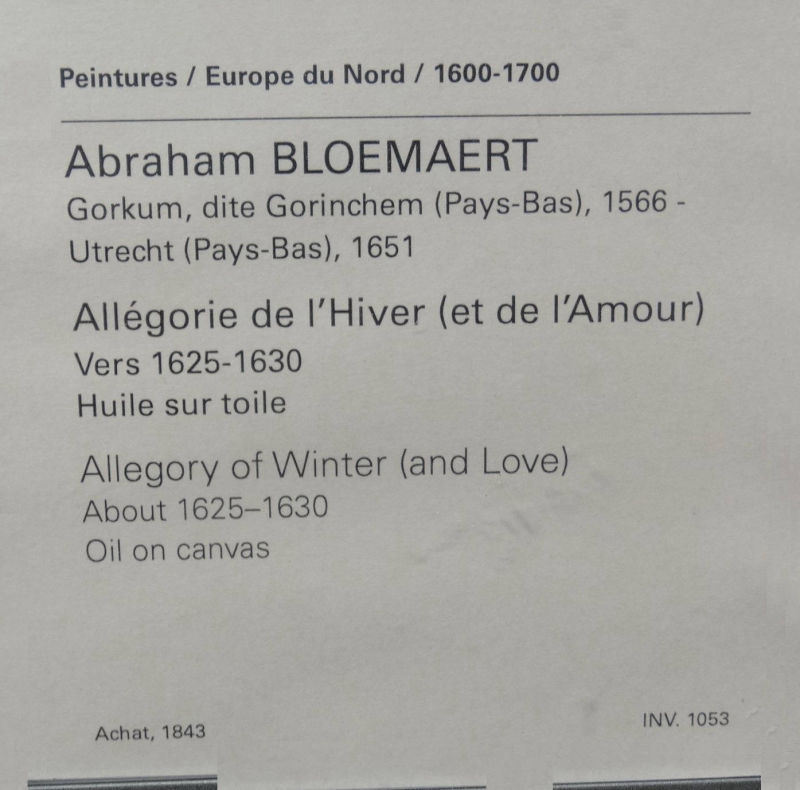 Peintures / Europe du Nord / 1600-1700
Abraham BLOEMAERT
Gorkum, dite Gorinchem (Pays-Bas), 1566 -
Utrecht (Pays-Bas), 1651
Allégorie de l'Hiver (et de l'Amour)
Vers 1625-1630
Huile sur toile
Allegory of Winter (and Love)
About 1625–1630
Oil on canvas
Achat, 1843
INV. 1053